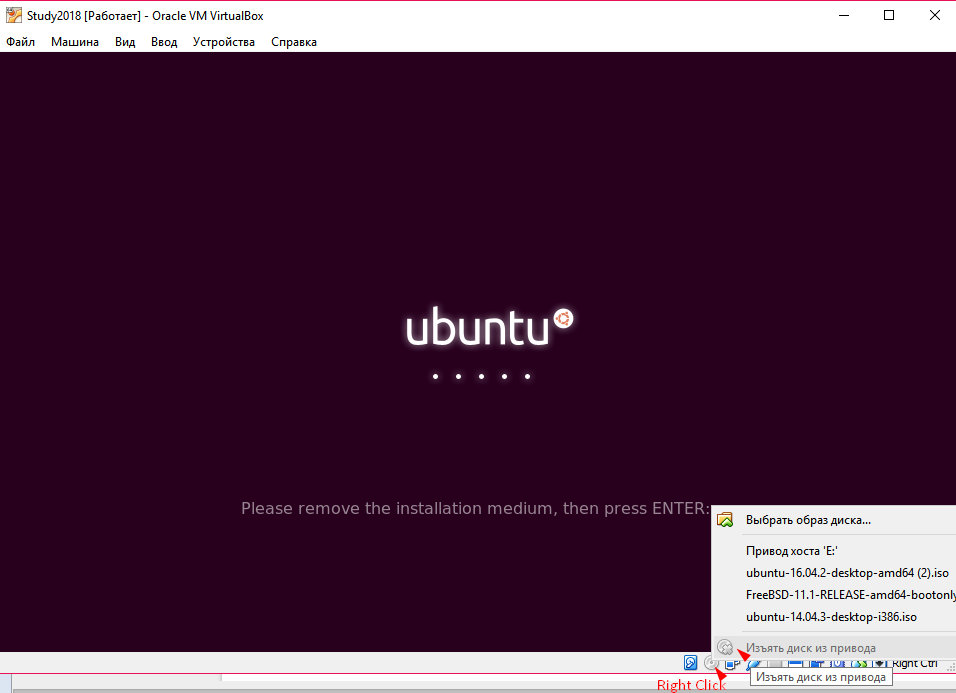 Study2018 [Работает] - Oracle VM VirtualBox
Файл Машина Вид Ввод Устройства Справка
ubuntu
Please remove the installation medium, then press ENTER:
Выбрать образ диска...
Привод хоста 'E:'
ubuntu-16.04.2-desktop-amd64 (2).iso
FreeBSD-11.1-RELEASE-amd64-bootonly
ubuntu-14.04.3-desktop-i386.iso
Изъять диск из привода
Right Ctrl
Изъять диск из привода
Right Click